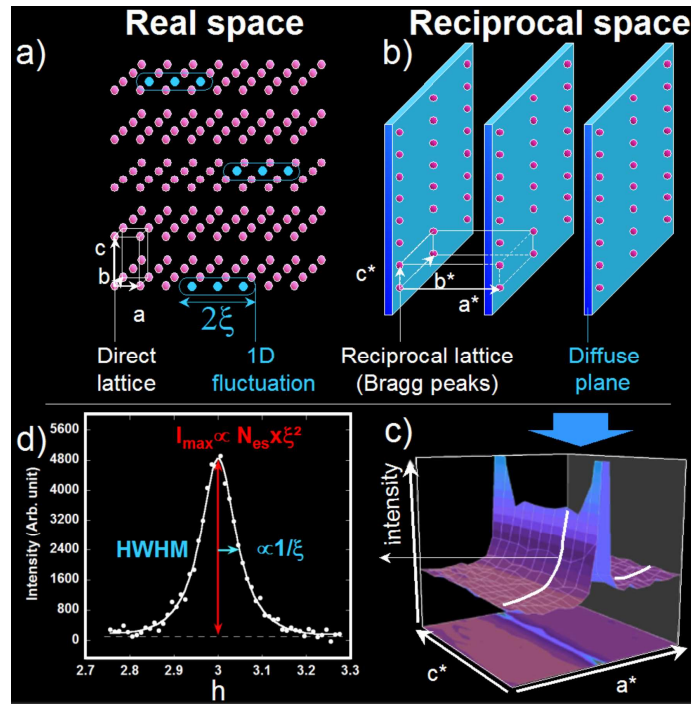 Real space
Reciprocal space
a)
b)
c
b
a
2ξ
c*
b*
a*
Direct
lattice
1D
fluctuation
Reciprocal lattice
(Bragg peaks)
Diffuse
plane
d)
Intensity (Arb. unit)
5600
4800
4000
3200
2400
1600
800
0
I_max∝ N_es x ξ²
HWHM
∝1/ξ
2.7 2.8 2.9 3.0 3.1 3.2 3.3
h
c)
intensity
c*
a*